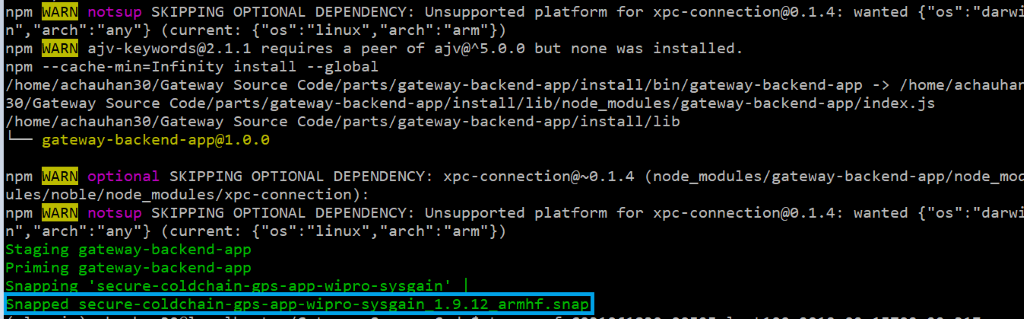 npm WARN notsup SKIPPING OPTIONAL DEPENDENCY: Unsupported platform for xpc-connection@0.1.4: wanted {"os":"darwi
n","arch":"any"} (current: {"os":"linux","arch":"arm"})
npm WARN ajv-keywords@2.1.1 requires a peer of ajv@^5.0.0 but none was installed.
npm --cache-min=Infinity install --global
/home/achauhan30/Gateway Source Code/parts/gateway-backend-app/install/bin/gateway-backend-app -> /home/achauhan
30/Gateway Source Code/parts/gateway-backend-app/install/lib/node_modules/gateway-backend-app/index.js
/home/achauhan30/Gateway Source Code/parts/gateway-backend-app/install/lib
└── gateway-backend-app@1.0.0
npm WARN optional SKIPPING OPTIONAL DEPENDENCY: xpc-connection@~0.1.4 (node_modules/gateway-backend-app/node_mod
ules/noble/node_modules/xpc-connection):
npm WARN notsup SKIPPING OPTIONAL DEPENDENCY: Unsupported platform for xpc-connection@0.1.4: wanted {"os":"darwi
n","arch":"any"} (current: {"os":"linux","arch":"arm"})
Staging gateway-backend-app
Priming gateway-backend-app
Snapping 'secure-coldchain-gps-app-wipro-sysgain' |
Snapped secure-coldchain-gps-app-wipro-sysgain_1.9.12_armhf.snap